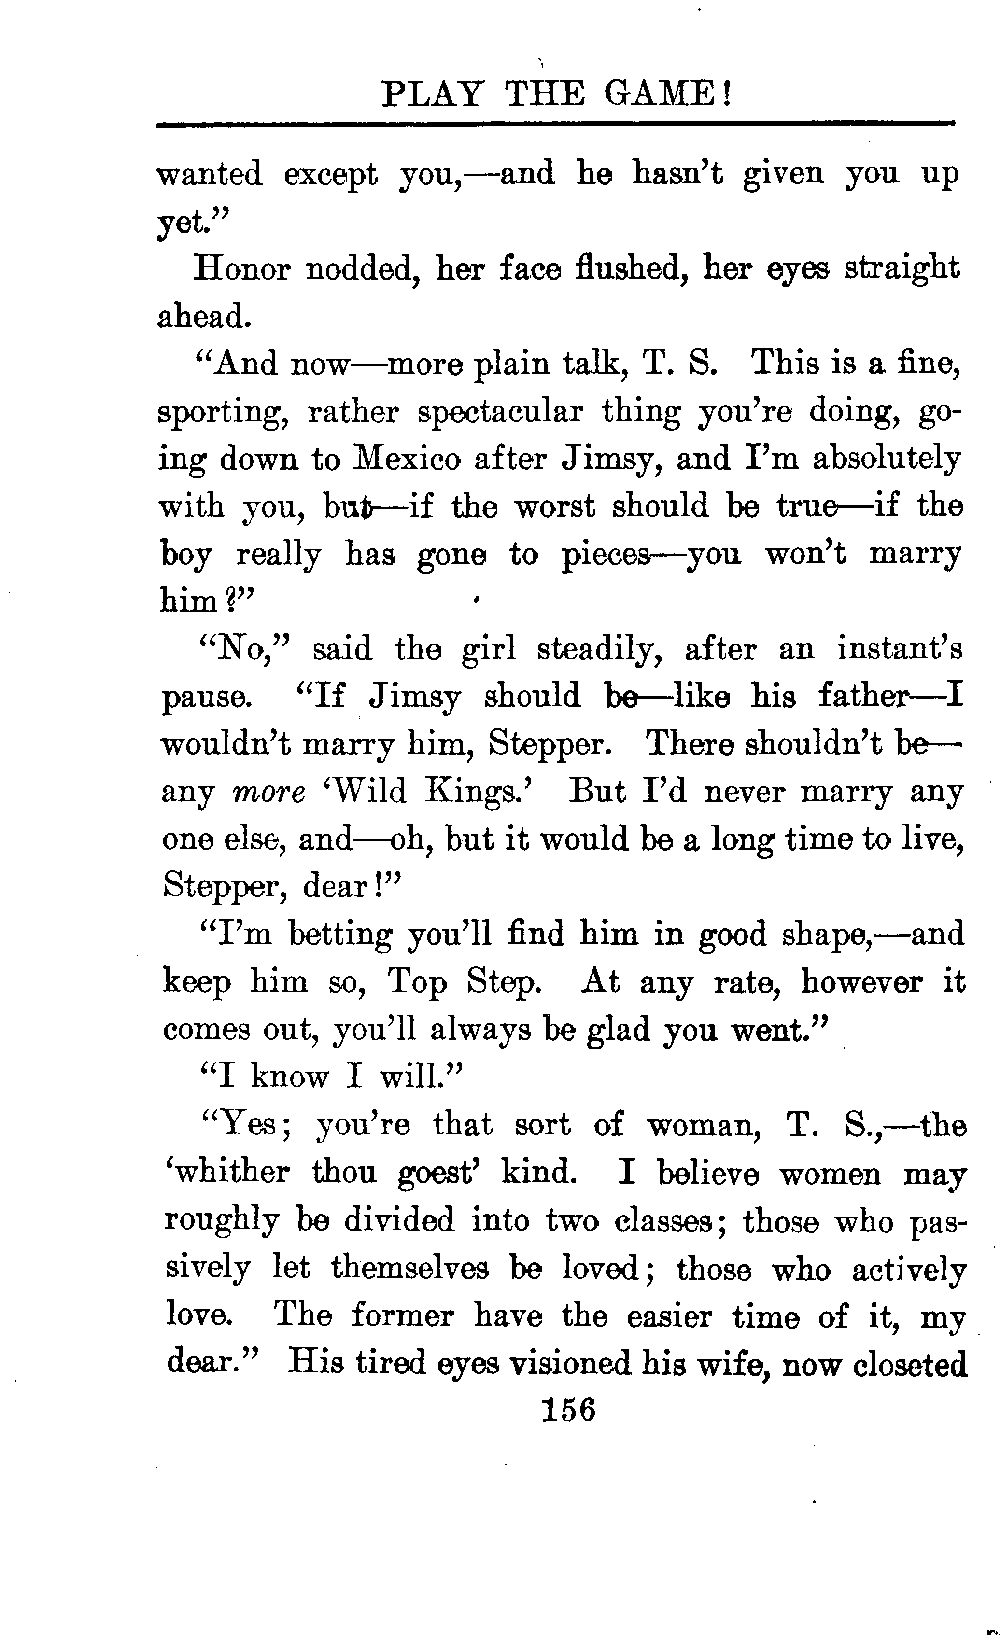 PLAY THE GAME!
wanted except you,—and he hasn't given you up
yet."
Honor nodded, her face flushed, her eyes straight
ahead.
"And now—more plain talk, T. S. This is a fine,
sporting, rather spectacular thing you're doing, go-
ing down to Mexico after Jimsy, and I'm absolutely
with you, but—if the worst should be true—if the
boy really has gone to pieces—you won't marry
him?"
"No," said the girl steadily, after an instant's
pause. "If Jimsy should be—like his father—I
wouldn't marry him, Stepper. There shouldn't be—
any more 'Wild Kings.' But I'd never marry any
one else, and—oh, but it would be a long time to live,
Stepper, dear!"
"I'm betting you'll find him in good shape,—and
keep him so, Top Step. At any rate, however it
comes out, you'll always be glad you went."
"I know I will."
"Yes; you're that sort of woman, T. S.,—the
'whither thou goest' kind. I believe women may
roughly be divided into two classes; those who pas-
sively let themselves be loved; those who actively
love. The former have the easier time of it, my
dear." His tired eyes visioned his wife, now closeted
156